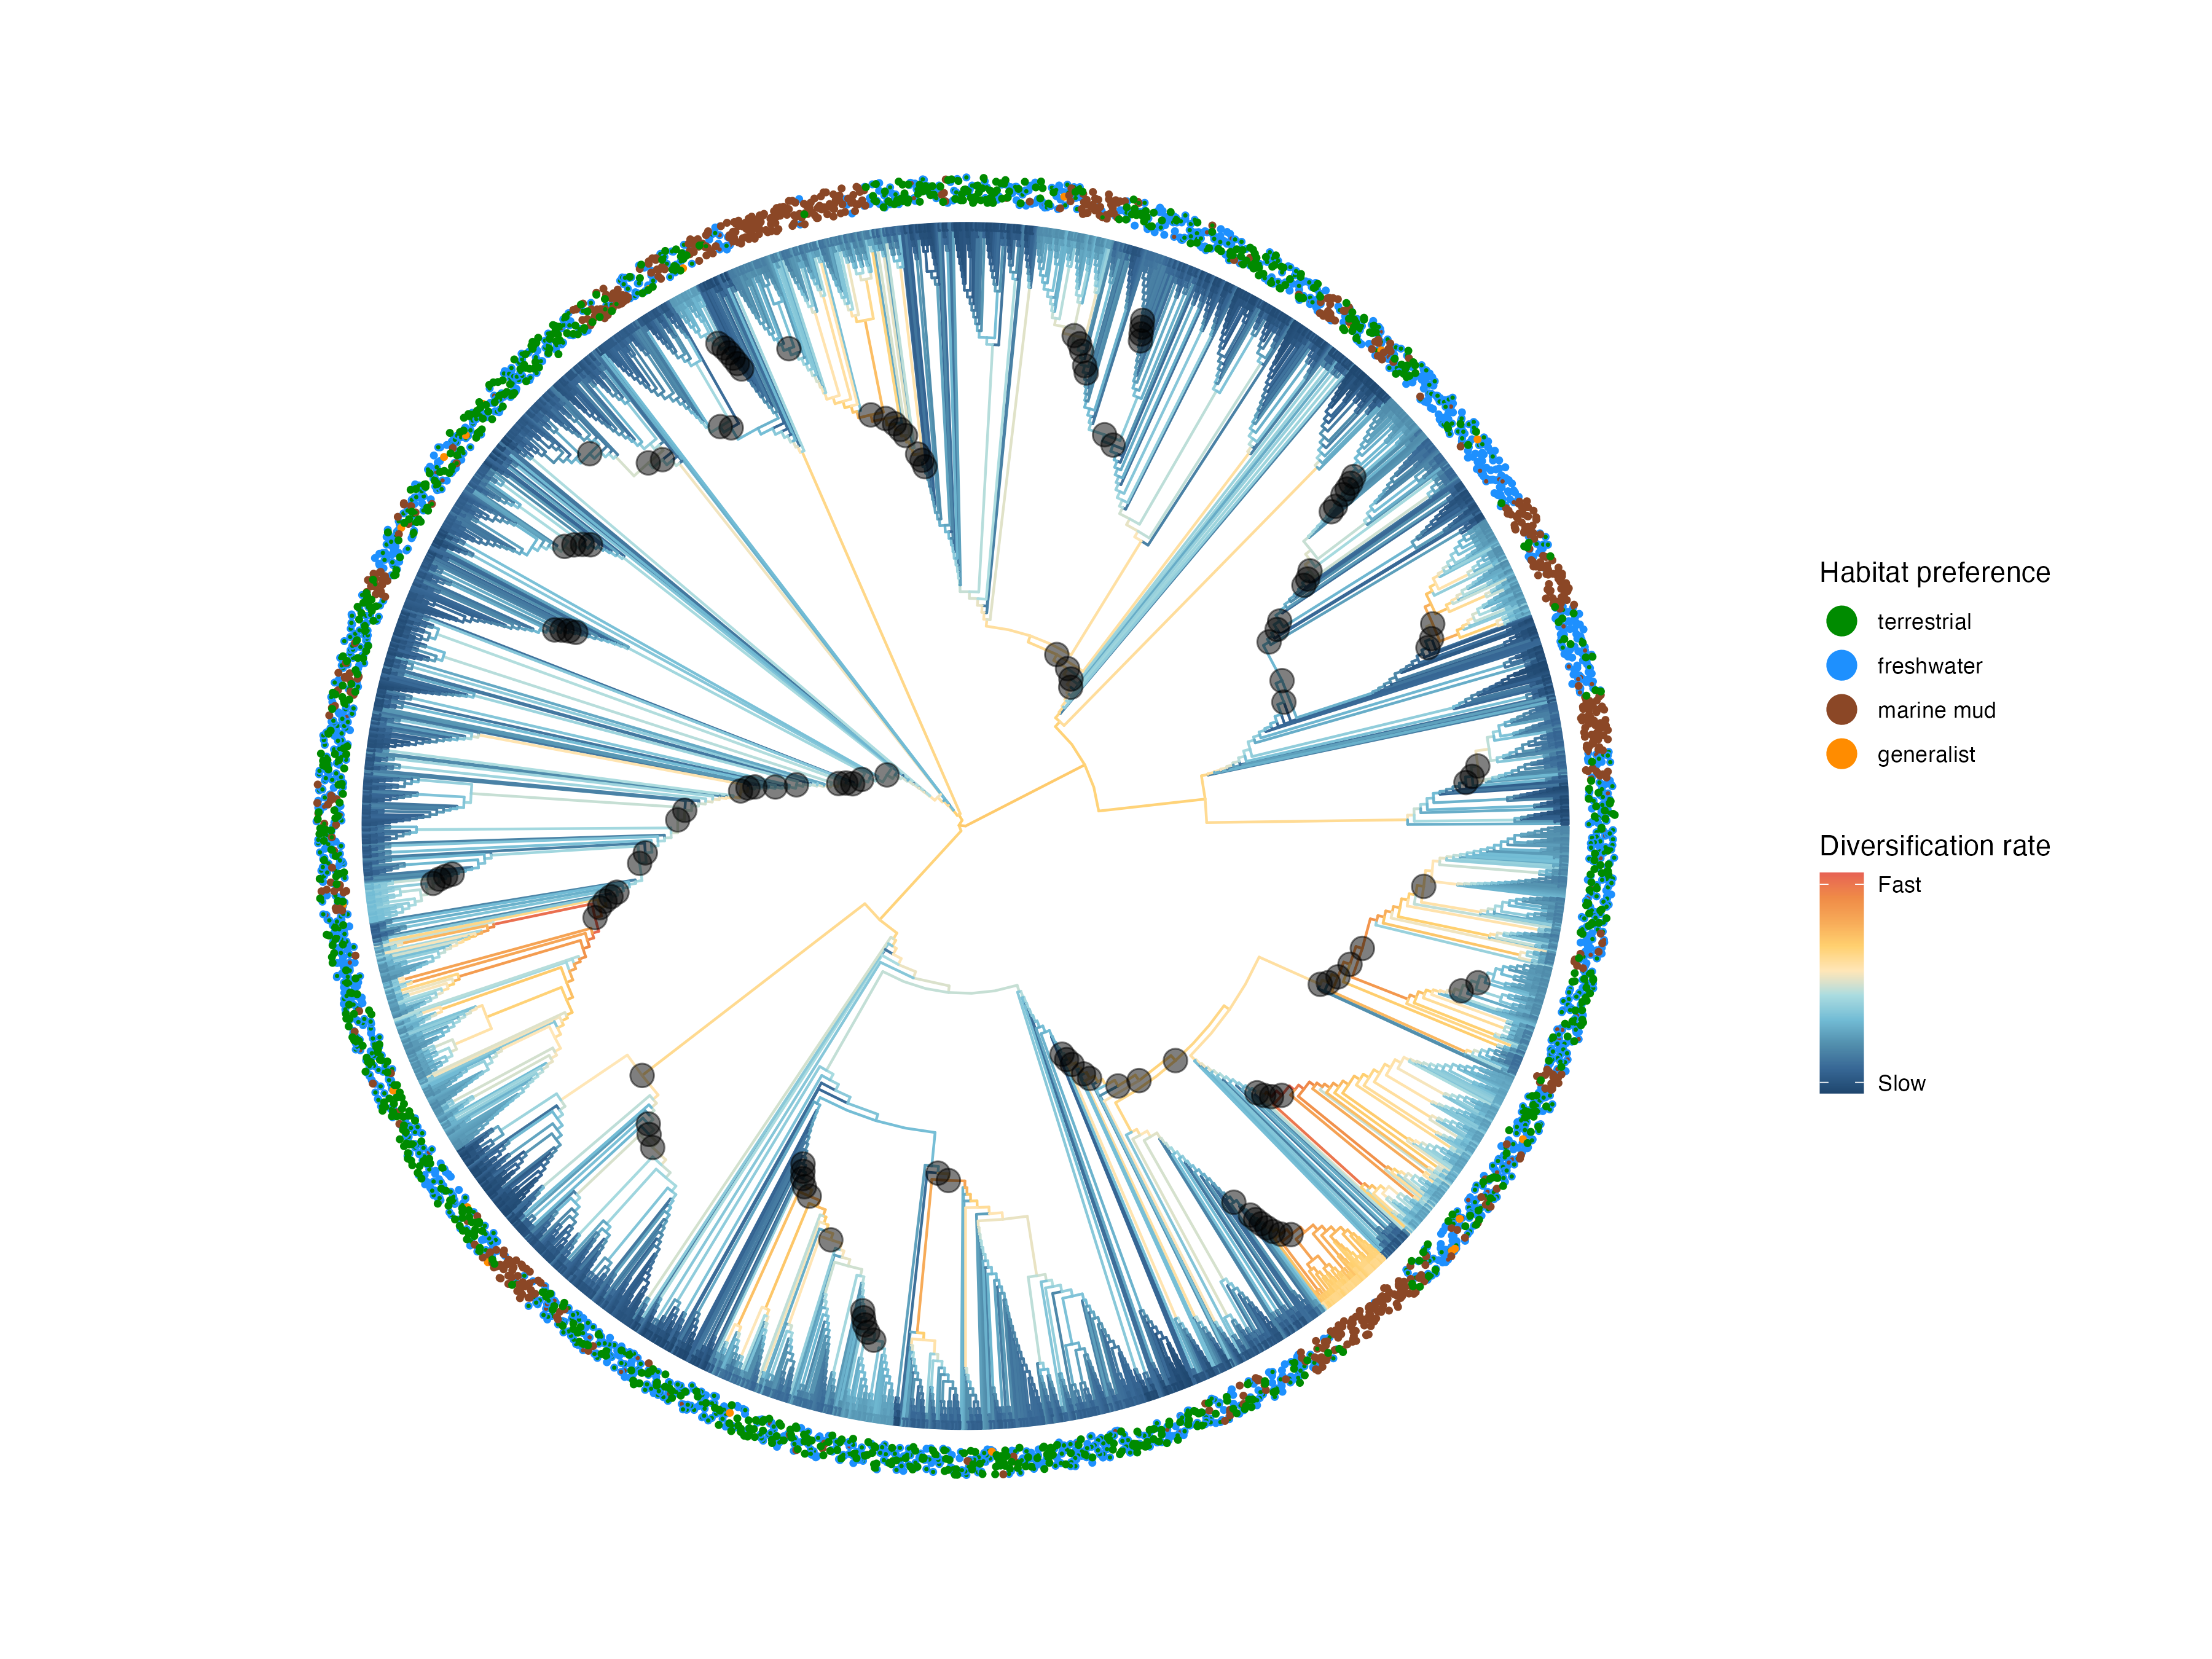 Habitat preference
terrestrial
freshwater
marine mud
generalist
Diversification rate
Fast
Slow